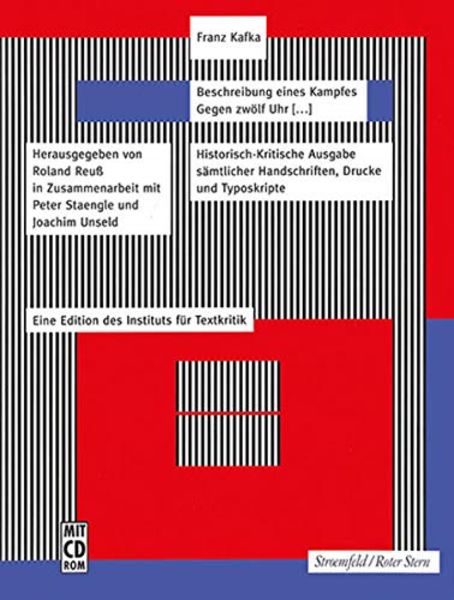 Franz Kafka
Beschreibung eines Kampfes
Gegen zwölf Uhr [...]
Herausgegeben von
Roland Reuß
in Zusammenarbeit mit
Peter Staengle und
Joachim Unseld
Historisch-Kritische Ausgabe
sämtlicher Handschriften, Drucke
und Typoskripte
Eine Edition des Instituts für Textkritik
MIT
CD
ROM
Stroemfeld / Roter Stern